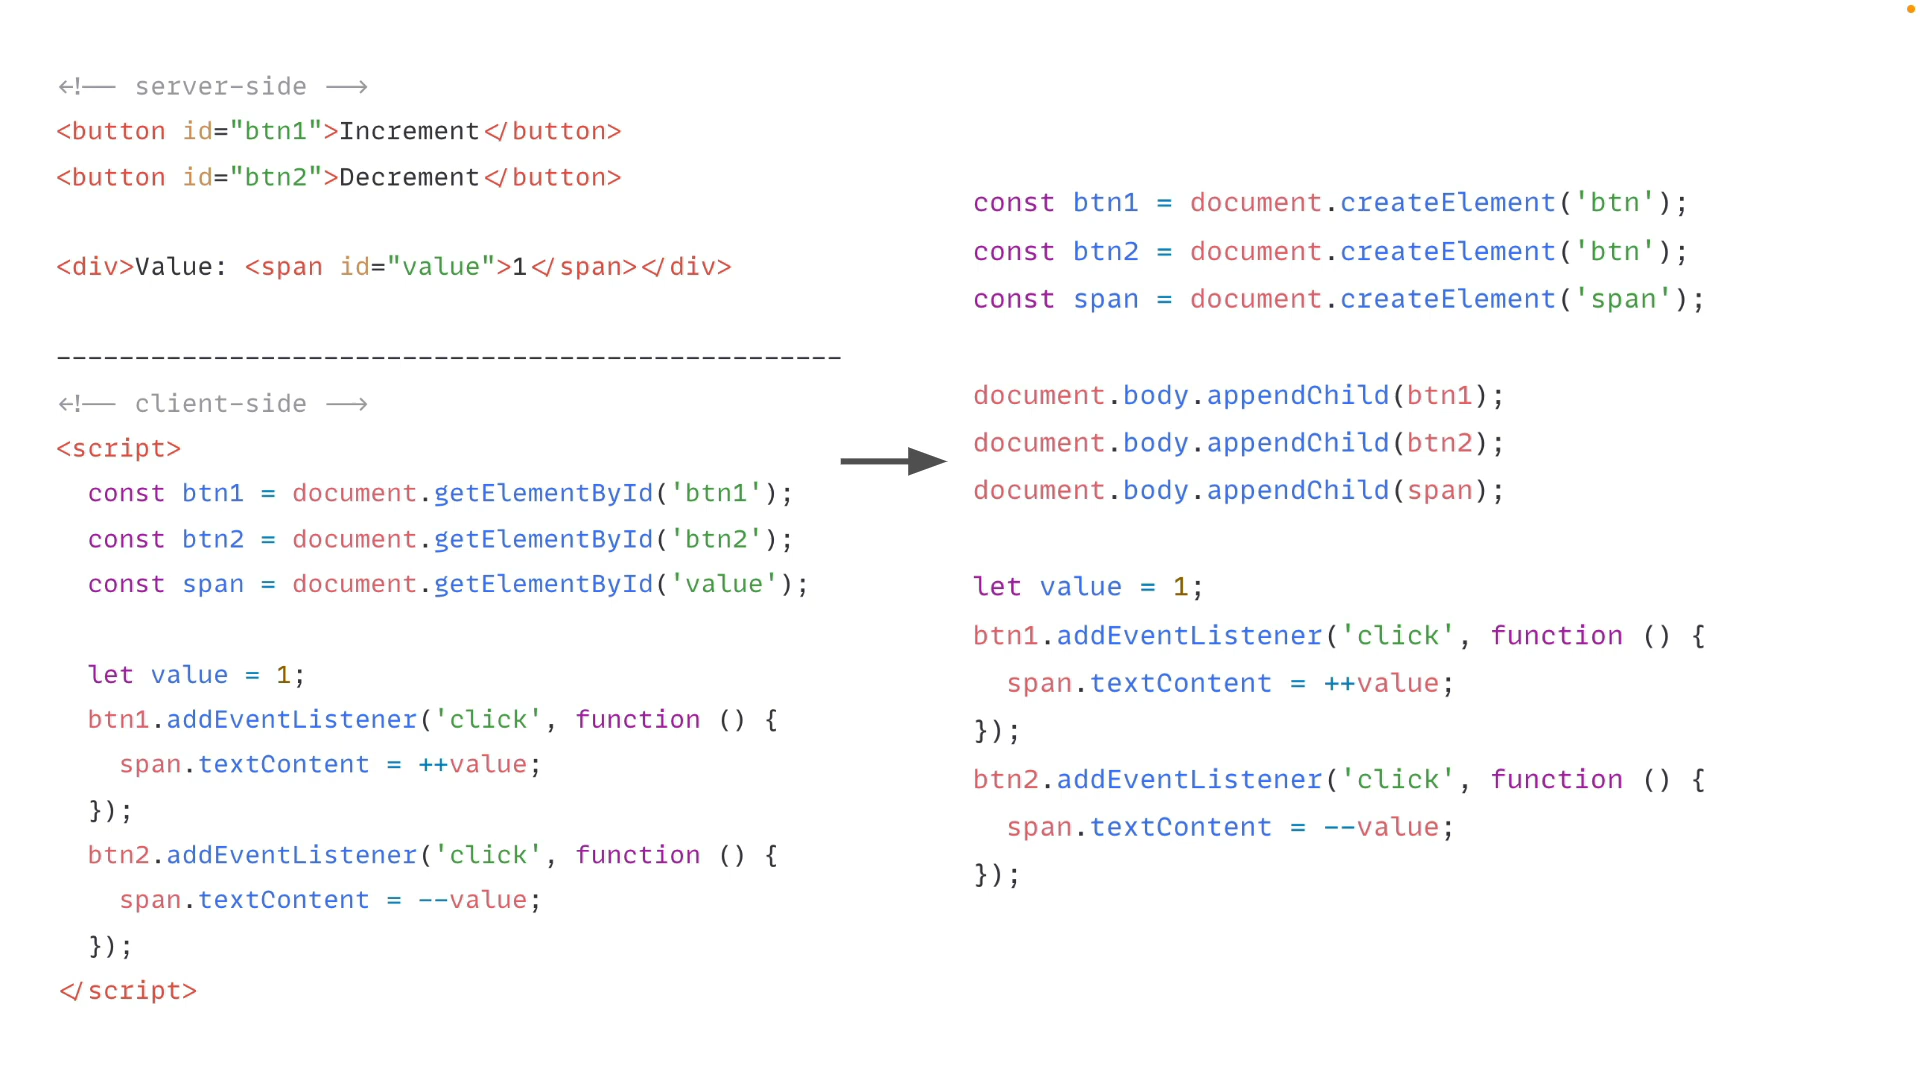 <!-- server-side -->
<button id="btn1">Increment</button>
<button id="btn2">Decrement</button>
<div>Value: <span id="value">1</span></div>
--------------------------------------------------
<!-- client-side -->
<script>
const btn1 = document.getElementById('btn1');
const btn2 = document.getElementById('btn2');
const span = document.getElementById('value');
let value = 1;
btn1.addEventListener('click', function () {
span.textContent = ++value;
});
btn2.addEventListener('click', function () {
span.textContent = --value;
});
</script>
const btn1 = document.createElement('btn');
const btn2 = document.createElement('btn');
const span = document.createElement('span');
document.body.appendChild(btn1);
document.body.appendChild(btn2);
document.body.appendChild(span);
let value = 1;
btn1.addEventListener('click', function () {
span.textContent = ++value;
});
btn2.addEventListener('click', function () {
span.textContent = --value;
});